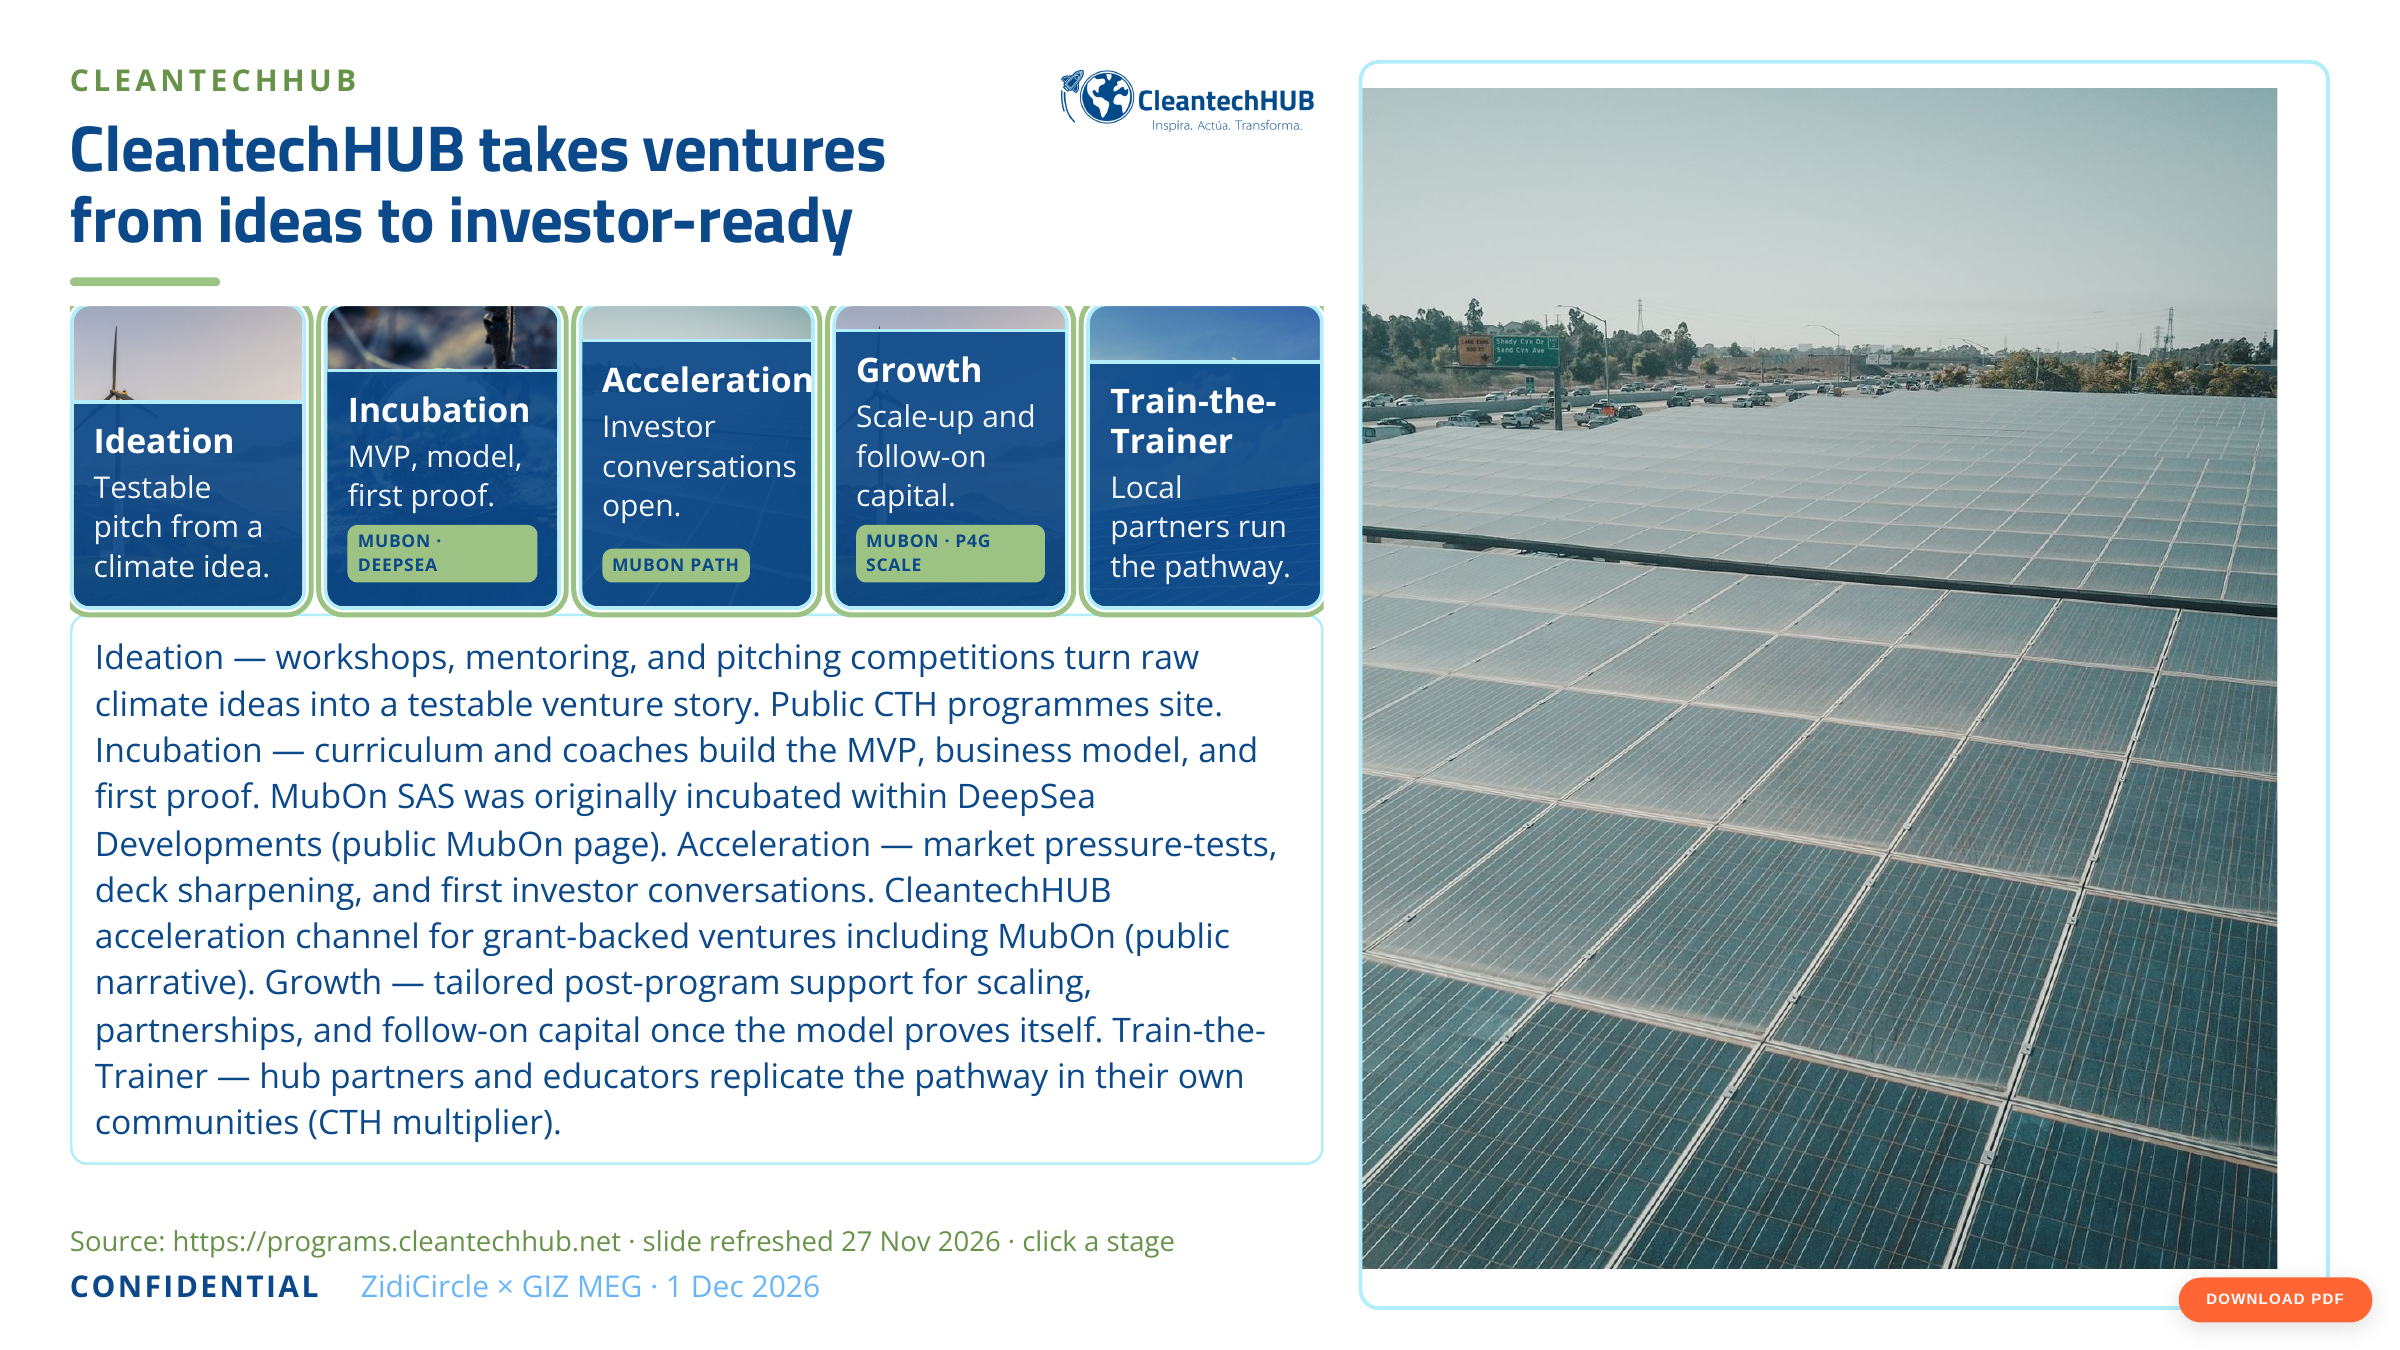 CLEANTECHHUB
CleantechHUB takes ventures
from ideas to investor-ready
CleantechHUB
Inspira. Actúa. Transforma.
Ideation
Testable
pitch from a
climate idea.
Incubation
MVP, model,
first proof.
MUBON ·
DEEPSEA
Acceleration
Investor
conversations
open.
MUBON PATH
Growth
Scale-up and
follow-on
capital.
MUBON · P4G
SCALE
Train-the-
Trainer
Local
partners run
the pathway.
Ideation — workshops, mentoring, and pitching competitions turn raw
climate ideas into a testable venture story. Public CTH programmes site.
Incubation — curriculum and coaches build the MVP, business model, and
first proof. MubOn SAS was originally incubated within DeepSea
Developments (public MubOn page). Acceleration — market pressure-tests,
deck sharpening, and first investor conversations. CleantechHUB
acceleration channel for grant-backed ventures including MubOn (public
narrative). Growth — tailored post-program support for scaling,
partnerships, and follow-on capital once the model proves itself. Train-the-
Trainer — hub partners and educators replicate the pathway in their own
communities (CTH multiplier).
Source: https://programs.cleantechhub.net · slide refreshed 27 Nov 2026 · click a stage
CONFIDENTIAL ZidiCircle × GIZ MEG · 1 Dec 2026
Shady Cyn Dr
Sand Cyn Ave
DOWNLOAD PDF